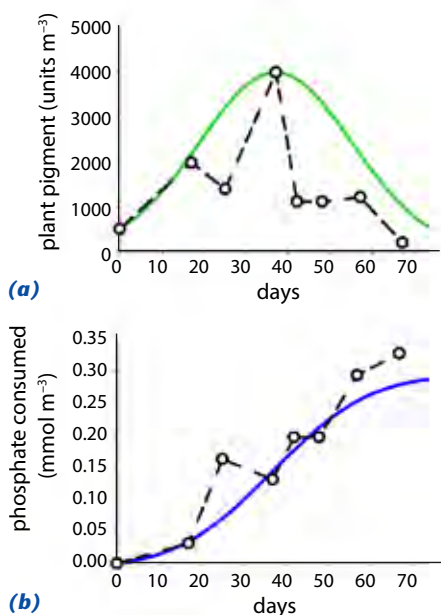 5000
4000
3000
2000
1000
0
plant pigment (units m⁻³)
0 10 20 30 40 50 60 70
days
(a)
0.35
0.30
0.25
0.20
0.15
0.10
0.05
0.00
phosphate consumed
(mmol m⁻³)
0 10 20 30 40 50 60 70
days
(b)